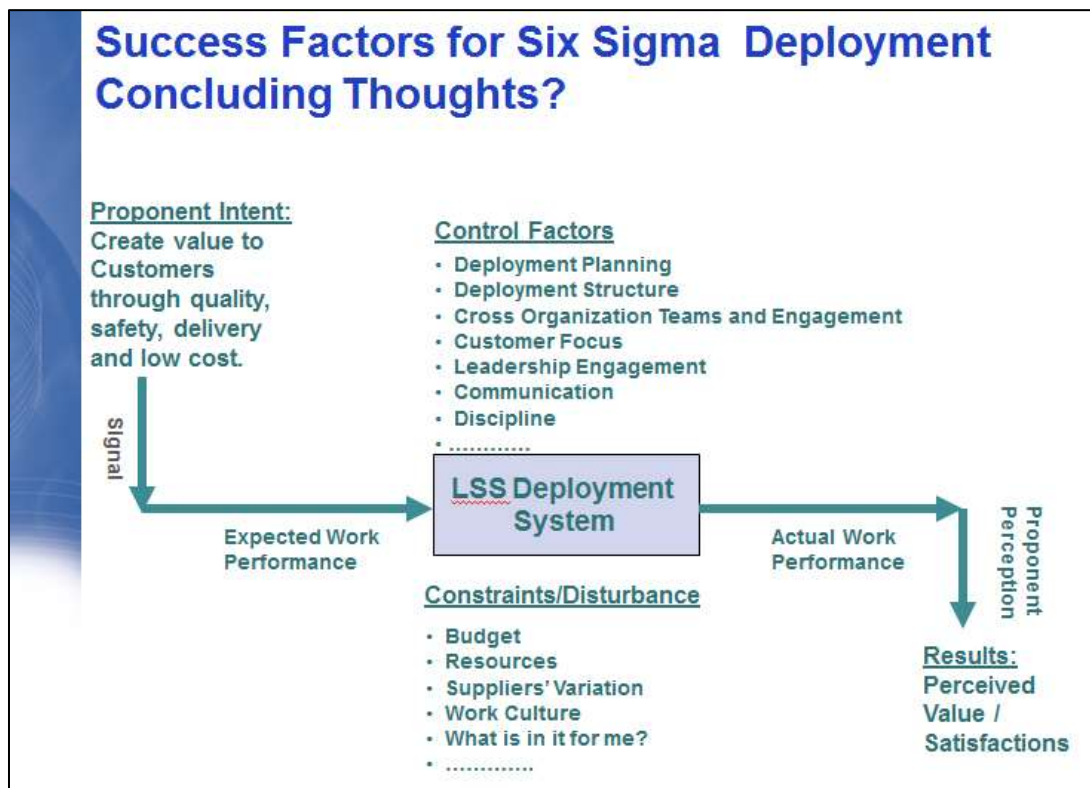 Success Factors for Six Sigma Deployment
Concluding Thoughts?
Proponent Intent:
Create value to
Customers
through quality,
safety, delivery
and low cost.
Signal
Expected Work
Performance
Control Factors
• Deployment Planning
• Deployment Structure
• Cross Organization Teams and Engagement
• Customer Focus
• Leadership Engagement
• Communication
• Discipline
• ............
LSS Deployment
System
Constraints/Disturbance
• Budget
• Resources
• Suppliers' Variation
• Work Culture
• What is in it for me?
• .............
Actual Work
Performance
Proponent
Perception
Results:
Perceived
Value /
Satisfactions